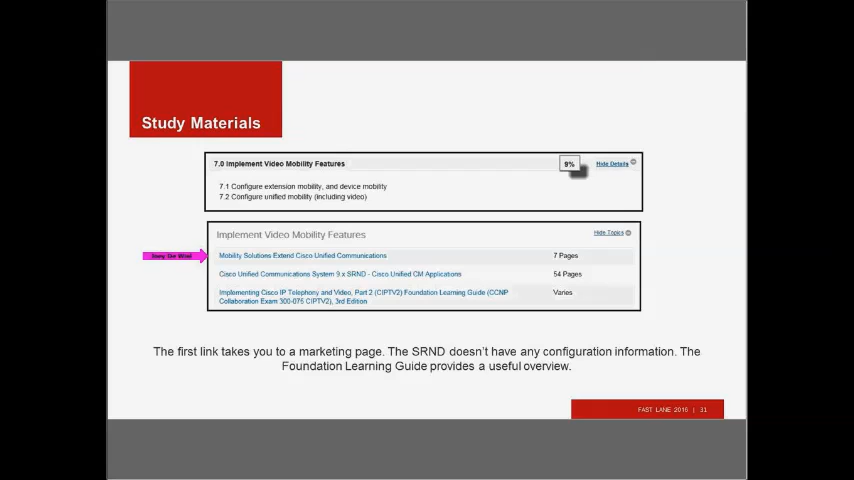 Study Materials
7.0 Implement Video Mobility Features 9% Hide Details
7.1 Configure extension mobility, and device mobility
7.2 Configure unified mobility (including video)
Implement Video Mobility Features Hide Topics
Mobility Solutions Extend Cisco Unified Communications 7 Pages
Cisco Unified Communications System 9.x SRND - Cisco Unified CM Applications 54 Pages
Implementing Cisco IP Telephony and Video, Part 2 (CIPTV2) Foundation Learning Guide (CCNP Varies
Collaboration Exam 300-075 CIPTV2), 3rd Edition
The first link takes you to a marketing page. The SRND doesn't have any configuration information. The
Foundation Learning Guide provides a useful overview.
FAST LANE 2015 | 31